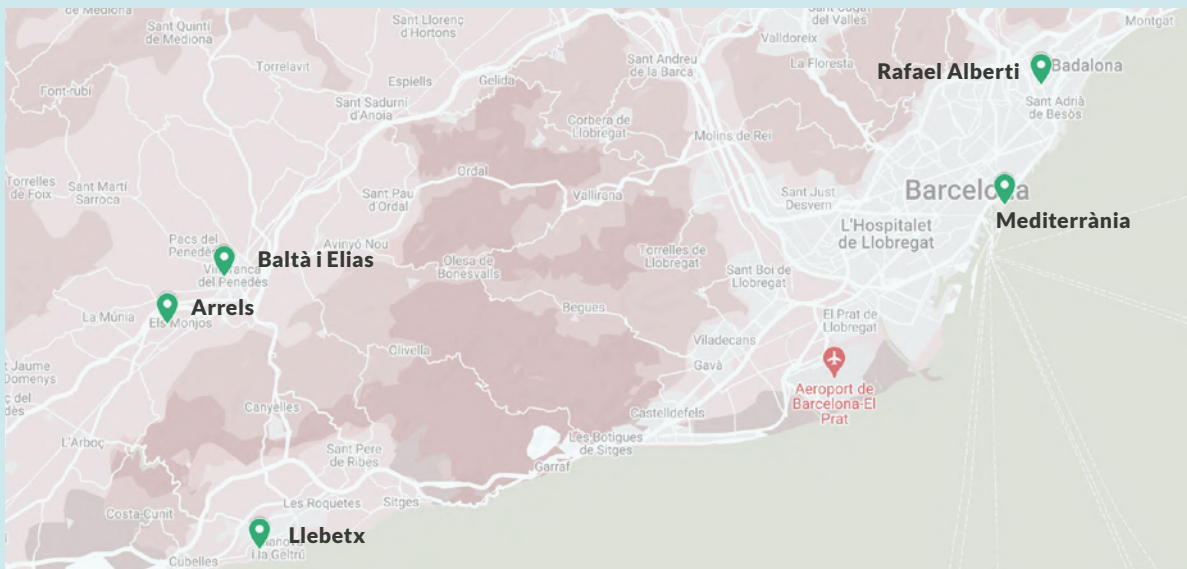 de Mediona
Sant Quintí
de Mediona
Sant Llorenç
d'Hortons
del Vallès
Montgat
Valldoreix
La Floresta
Rafael Alberti
Badalona
Sant Adrià
de Besòs
Torrelavit
Espiells
Gelida
Sant Andreu
de la Barca
Font-rubí
Sant Sadurní
d'Anoia
Corbera de
Llobregat
Molins de Rei
Torrelles
de Foix
Sant Martí
Sarroca
Ordal
Sant Pau
d'Ordal
Vallirana
Sant Just
Desvern
Barcelona
Mediterrània
L'Hospitalet
de Llobregat
Pacs del
Penedès
Vilafranca
del Penedès
Baltà i Elias
Avinyó Nou
Olesa de
Bonesvalls
Torrelles de
Llobregat
Sant Boi de
Llobregat
Arrels
La Múnia
Els Monjos
Begues
El Prat de
Llobregat
Viladecans
Gavà
Olivella
t Jaume
Domenys
Aeroport de
Barcelona-El
Prat
Canyelles
Castelldefels
L'Arboç
Sant Pere
de Ribes
Les Botigues
de Sitges
Garraf
Les Roquetes
Sitges
Costa-Cunit
Llebetx
i la Geltrú
Cubelles